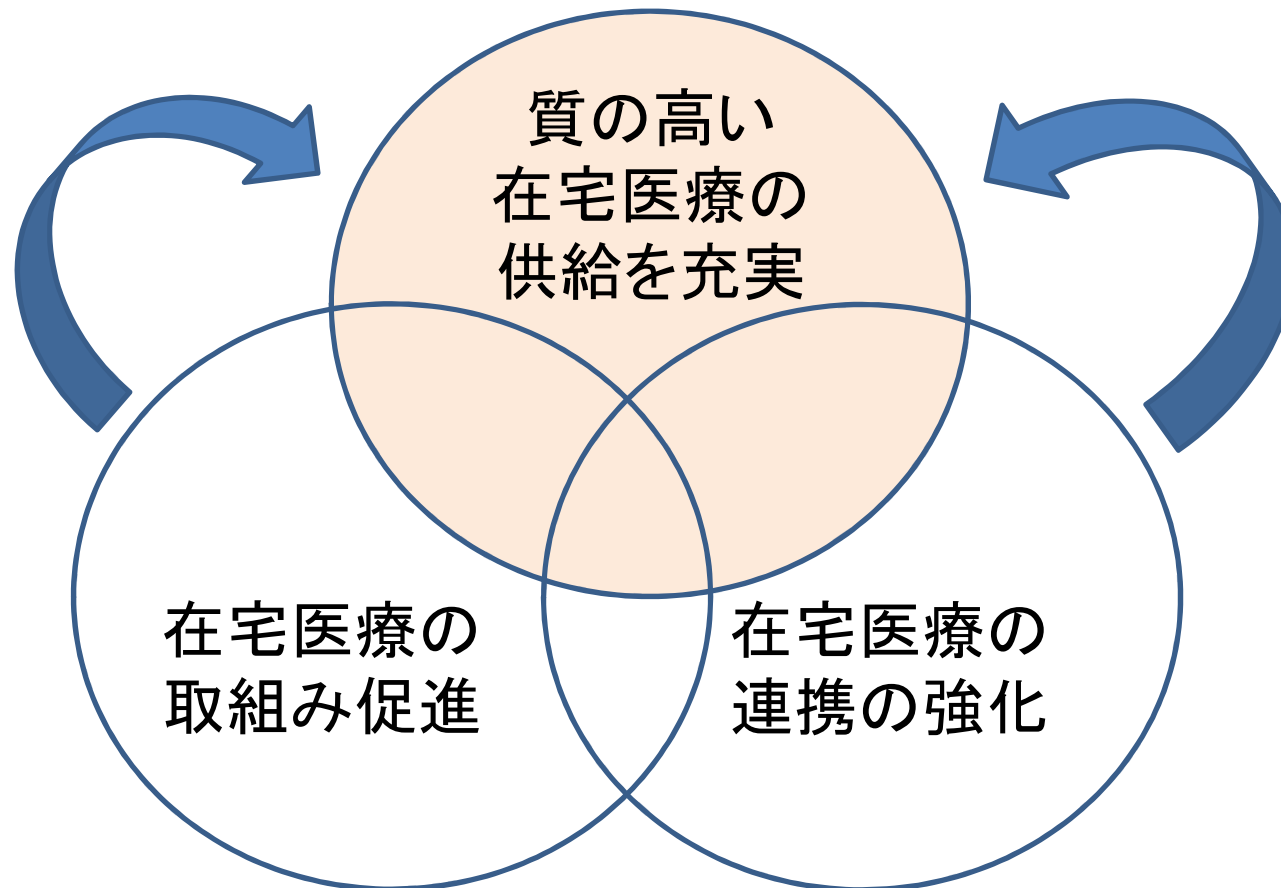 質の高い
在宅医療の
供給を充実
在宅医療の
取組み促進
在宅医療の
連携の強化